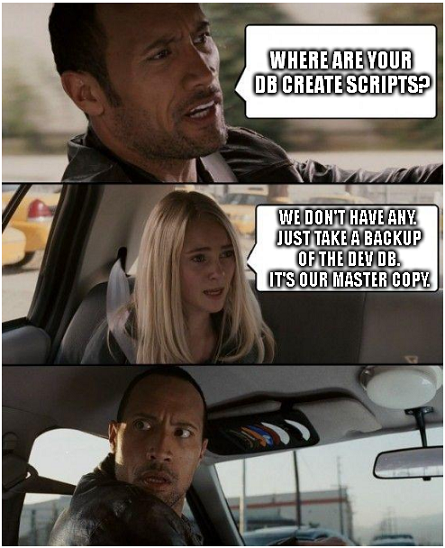 WHERE ARE YOUR
DB CREATE SCRIPTS?
WE DON'T HAVE ANY.
JUST TAKE A BACKUP
OF THE DEV DB.
IT'S OUR MASTER COPY.